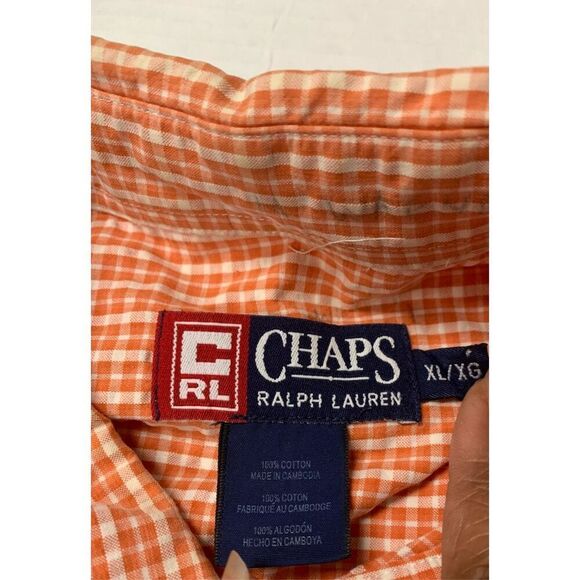 C
RL
CHAPS
RALPH LAUREN
XL/XG
100% COTTON
MADE IN CAMBODIA
100% COTON
FABRIQUÉ AU CAMBODGE
100% ALGODÓN
HECHO EN CAMBOYA